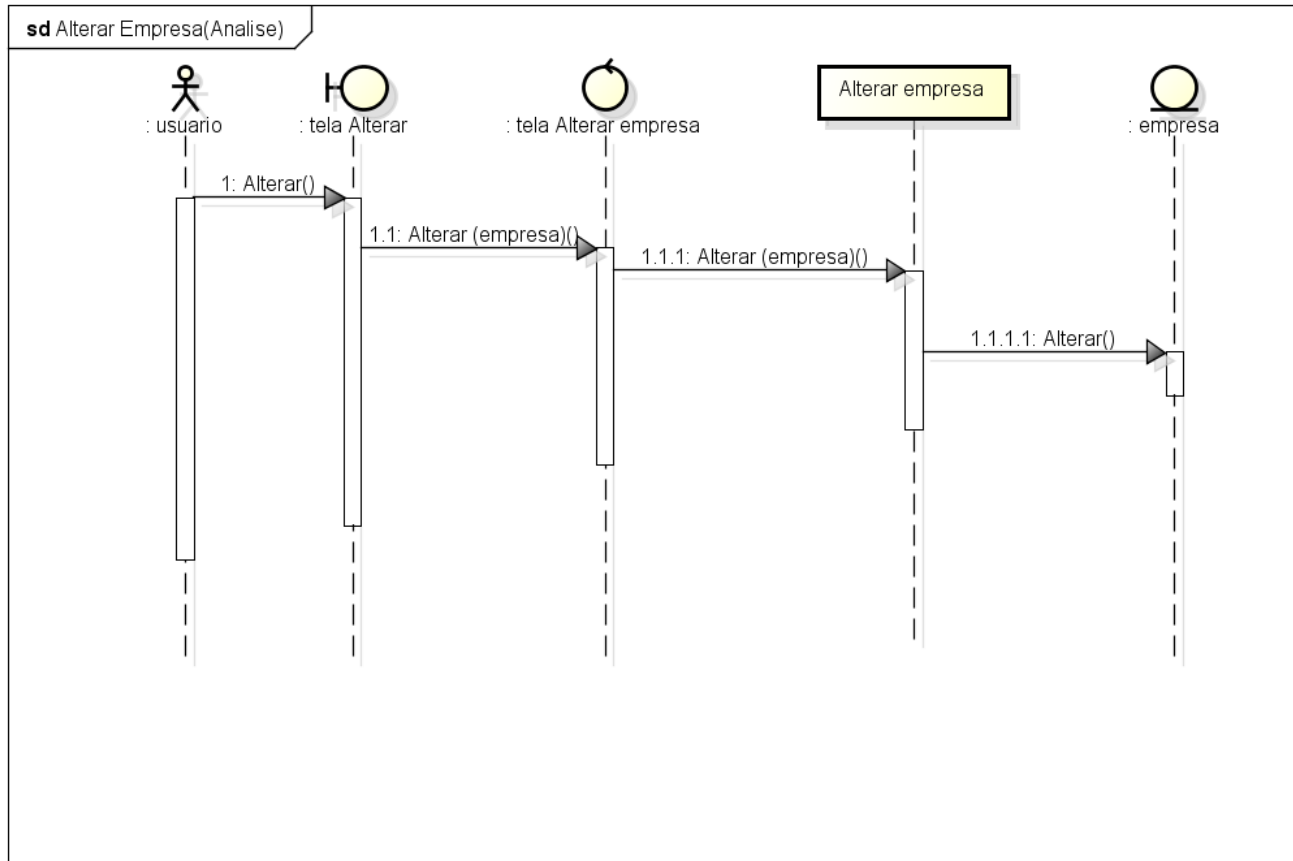 sd Alterar Empresa(Analise)
Alterar empresa
: usuario
: tela Alterar
: tela Alterar empresa
: empresa
1: Alterar()
1.1: Alterar (empresa)()
1.1.1: Alterar (empresa)()
1.1.1.1: Alterar()